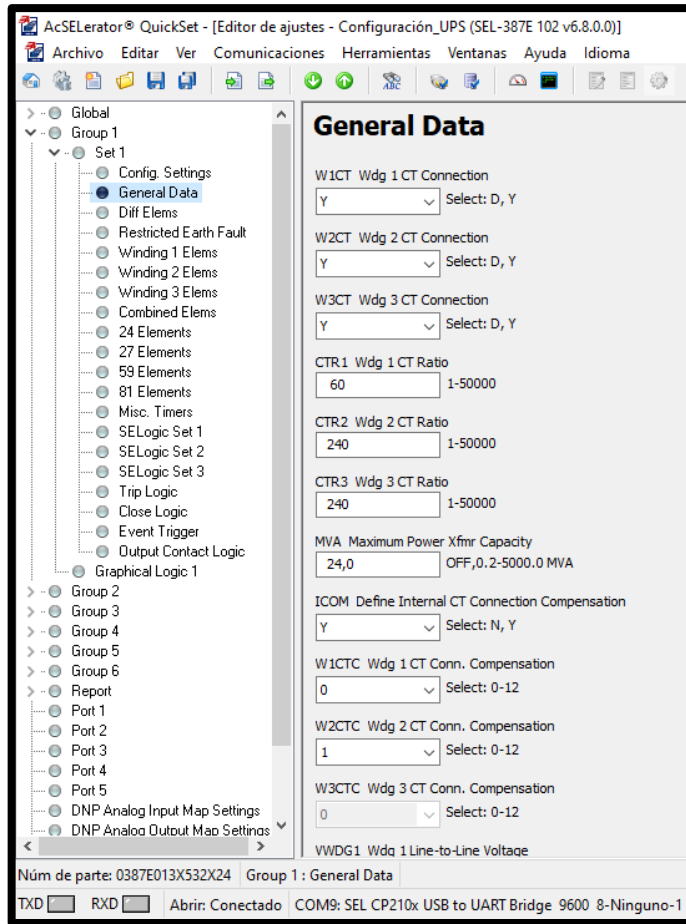 AcSELerator® QuickSet - [Editor de ajustes - Configuración_UPS (SEL-387E 102 v6.8.0.0)]
Archivo Editar Ver Comunicaciones Herramientas Ventanas Ayuda Idioma
Global
Group 1
Set 1
Config. Settings
General Data
Diff Elems
Restricted Earth Fault
Winding 1 Elems
Winding 2 Elems
Winding 3 Elems
Combined Elems
24 Elements
27 Elements
59 Elements
81 Elements
Misc. Timers
SELogic Set 1
SELogic Set 2
SELogic Set 3
Trip Logic
Close Logic
Event Trigger
Output Contact Logic
Graphical Logic 1
Group 2
Group 3
Group 4
Group 5
Group 6
Report
Port 1
Port 2
Port 3
Port 4
Port 5
DNP Analog Input Map Settings
DNP Analog Output Map Settings
General Data
W1CT Wdg 1 CT Connection
Y Select: D, Y
W2CT Wdg 2 CT Connection
Y Select: D, Y
W3CT Wdg 3 CT Connection
Y Select: D, Y
CTR1 Wdg 1 CT Ratio
60 1-50000
CTR2 Wdg 2 CT Ratio
240 1-50000
CTR3 Wdg 3 CT Ratio
240 1-50000
MVA Maximum Power Xfmr Capacity
24,0 OFF,0.2-5000.0 MVA
ICOM Define Internal CT Connection Compensation
Y Select: N, Y
W1CTC Wdg 1 CT Conn. Compensation
0 Select: 0-12
W2CTC Wdg 2 CT Conn. Compensation
1 Select: 0-12
W3CTC Wdg 3 CT Conn. Compensation
0 Select: 0-12
VWDG1 Wdg 1 Line-to-Line Voltage
Núm de parte: 0387E013X532X24 Group 1 : General Data
TXD RXD Abrir: Conectado COM9: SEL CP210x USB to UART Bridge 9600 8-Ninguno-1